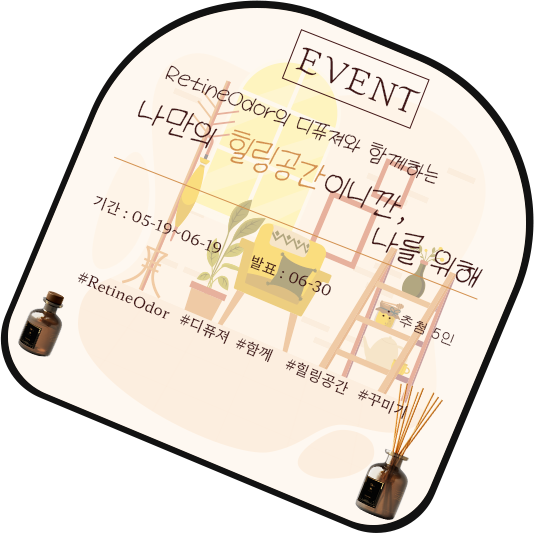 EVENT
RetineOdor의 디퓨져와 함께하는
나만의 힐링공간이니깐,
나를 위해
기간 : 05-19~06-19
발표 : 06-30
추첨 5인
#RetineOdor #디퓨져 #함께 #힐링공간 #꾸미기